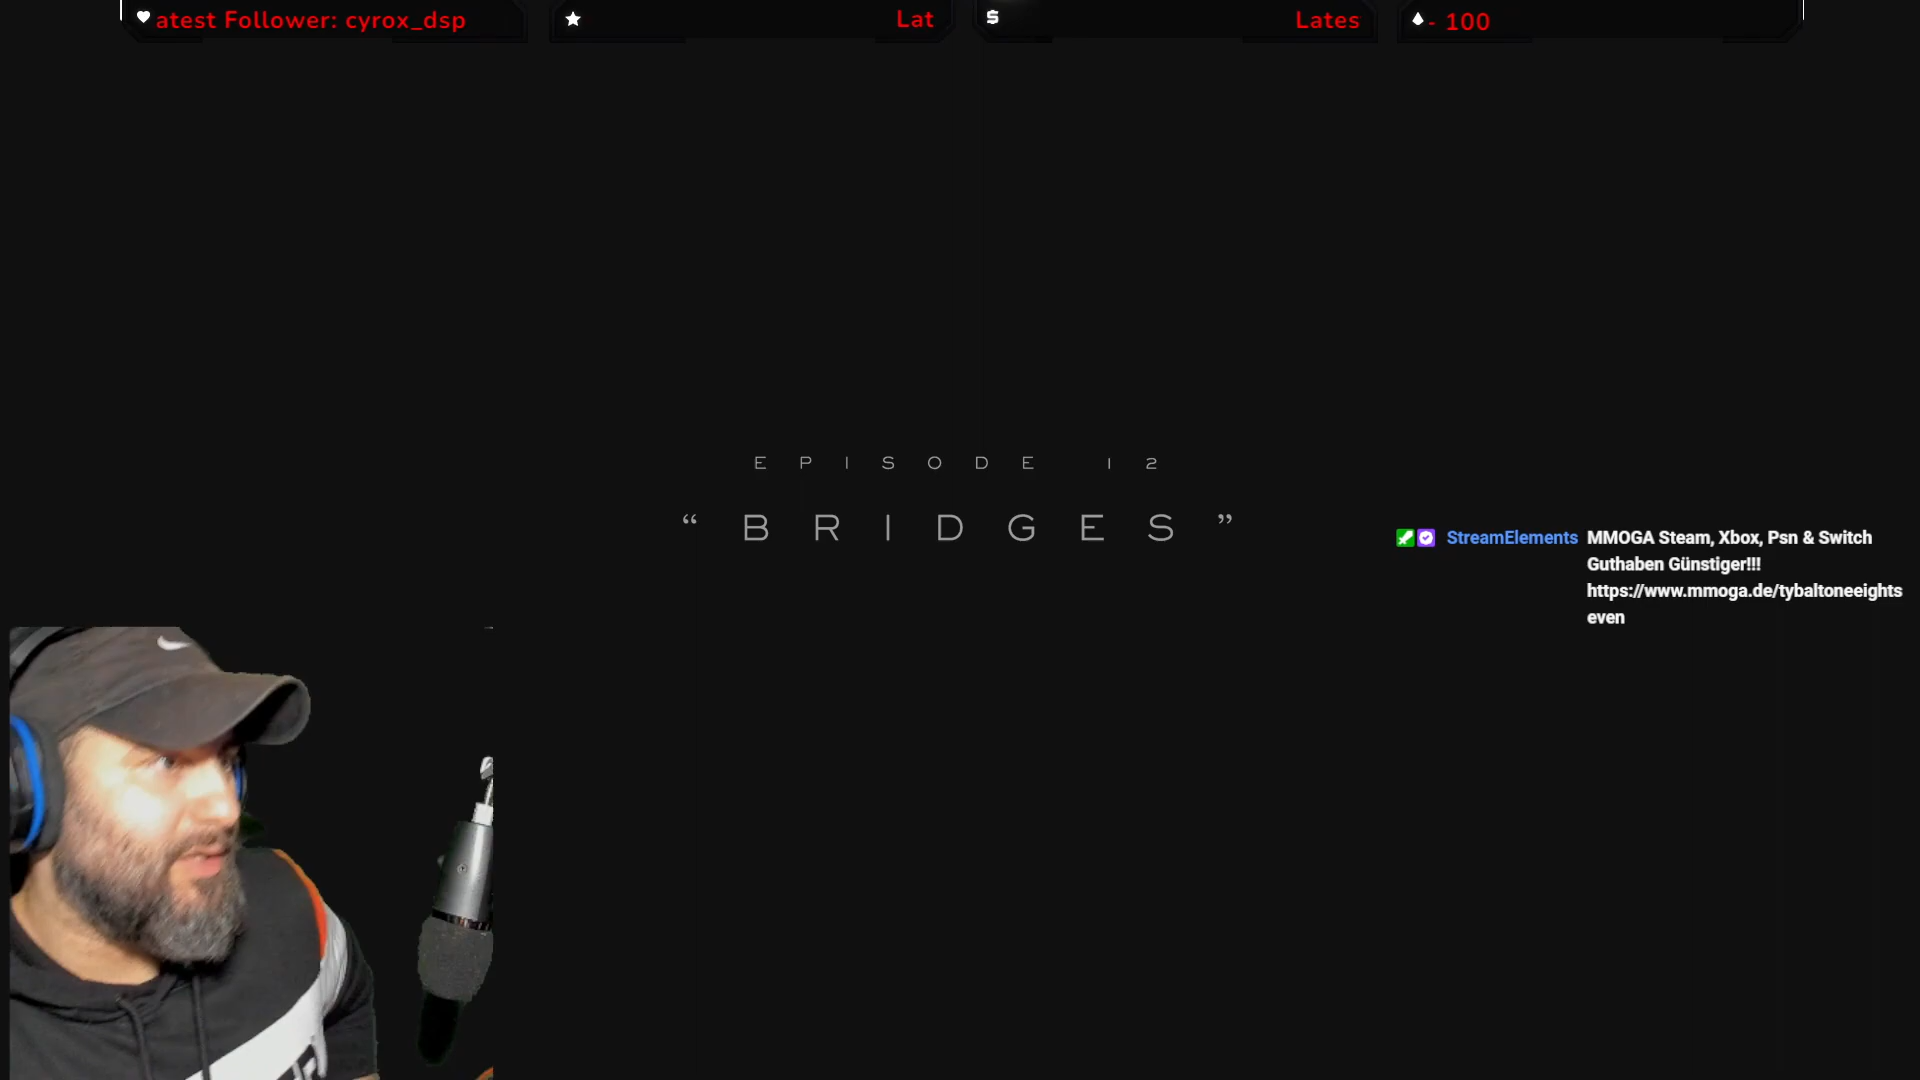 atest Follower: cyrox_dsp
Lat
Lates
- 100
EPISODE 12
“BRIDGES”
StreamElements MMOGA Steam, Xbox, Psn & Switch
Guthaben Günstiger!!!
https://www.mmoga.de/tybaltoneeights
even